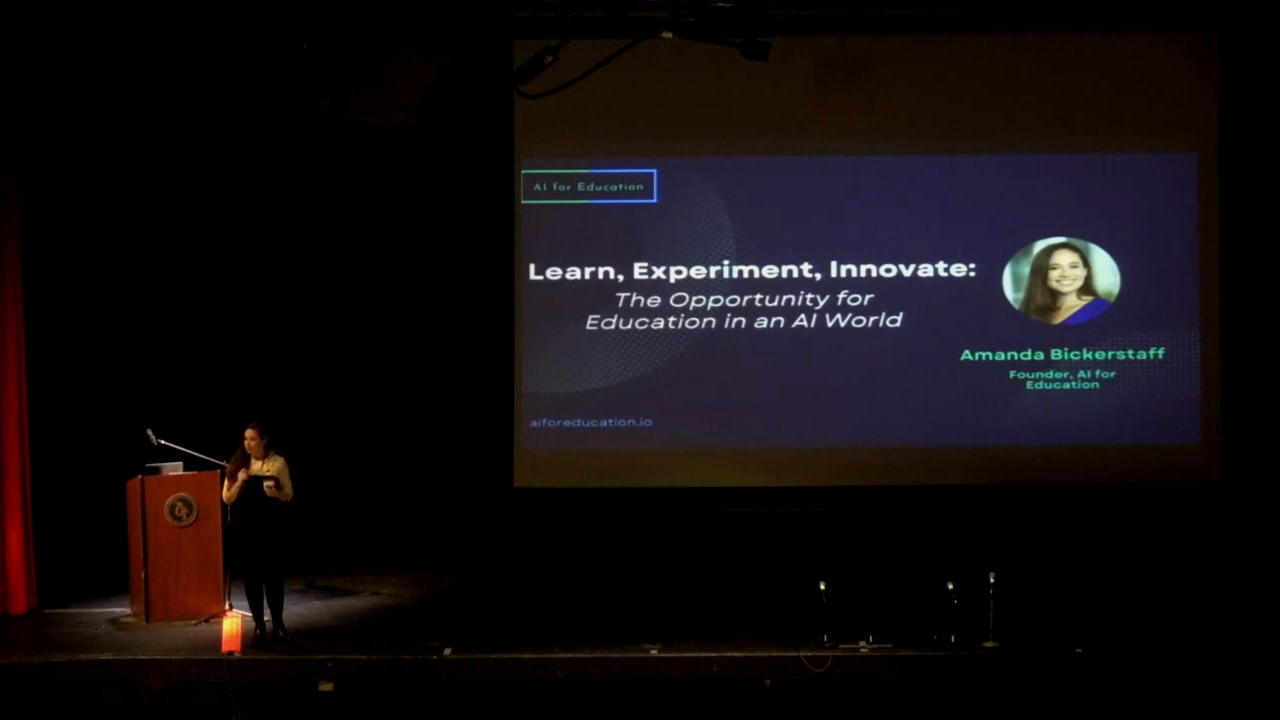 AI for Education
Learn, Experiment, Innovate:
The Opportunity for
Education in an AI World
Amanda Bickerstaff
Founder, AI for
Education
aiforeducation.io